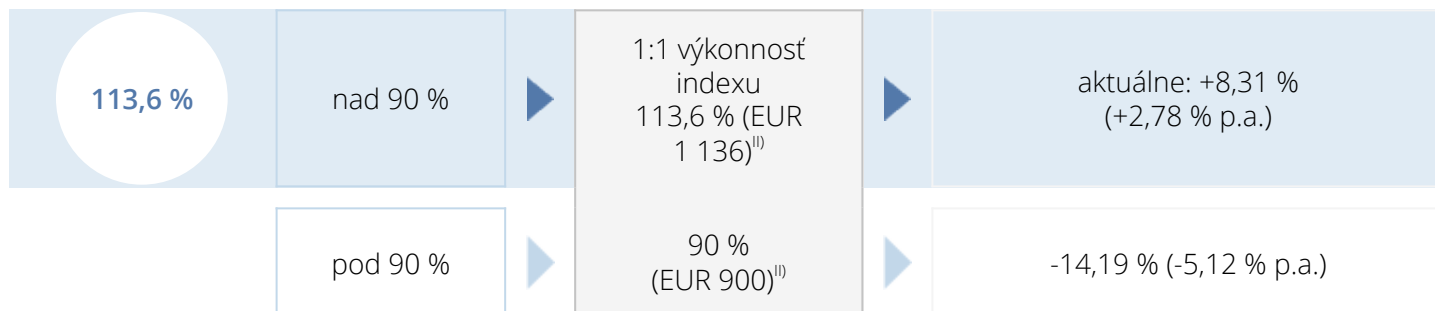 113,6 %
nad 90 %
1:1 výkonnosť
indexu
113,6 % (EUR
1 136)II)
aktuálne: +8,31 %
(+2,78 % p.a.)
pod 90 %
90 %
(EUR 900)II)
-14,19 % (-5,12 % p.a.)